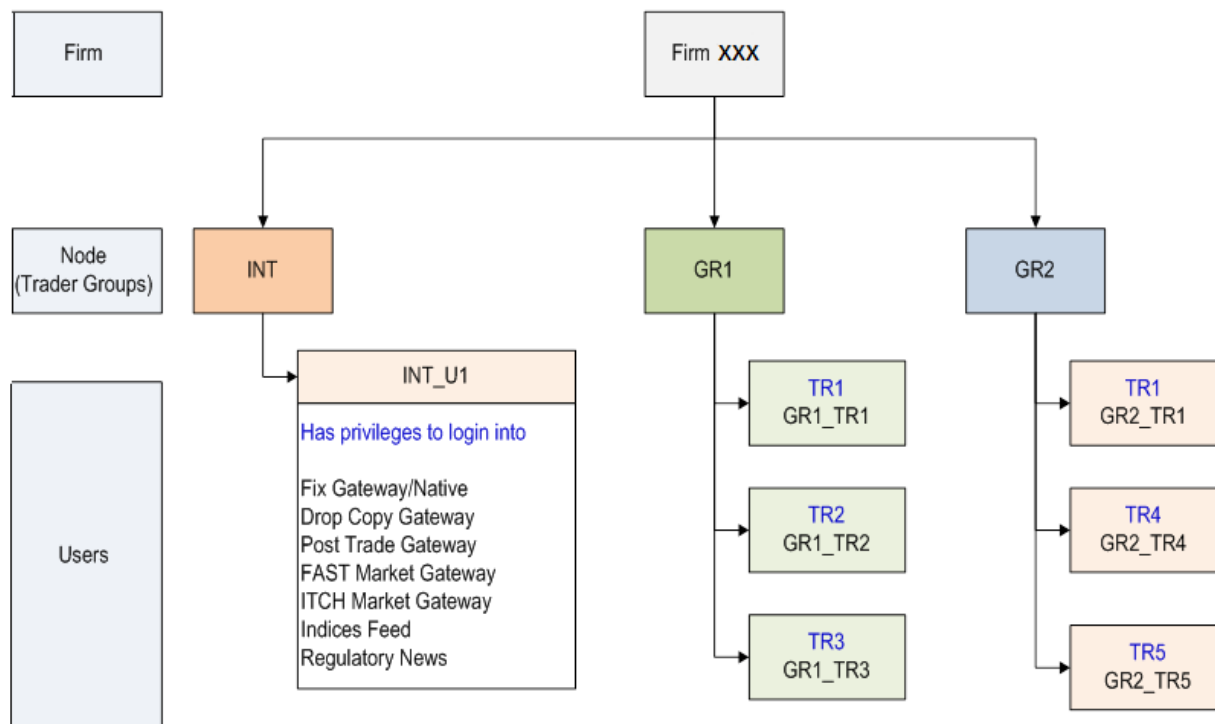 Firm
Firm XXX
Node
(Trader Groups)
INT
GR1
GR2
Users
INT_U1
Has privileges to login into
Fix Gateway/Native
Drop Copy Gateway
Post Trade Gateway
FAST Market Gateway
ITCH Market Gateway
Indices Feed
Regulatory News
TR1
GR1_TR1
TR2
GR1_TR2
TR3
GR1_TR3
TR1
GR2_TR1
TR4
GR2_TR4
TR5
GR2_TR5